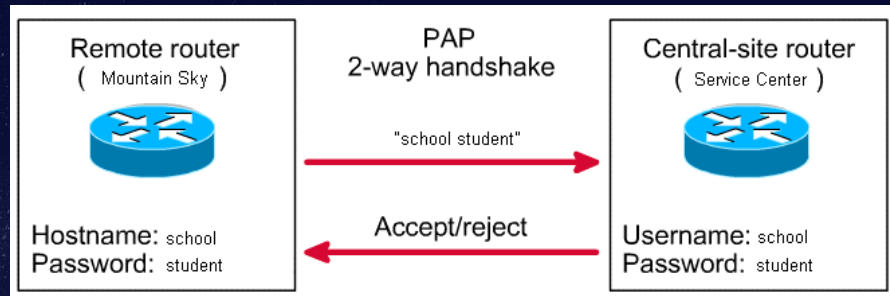 Remote router
( Mountain Sky )
Hostname: school
Password: student
PAP
2-way handshake
"school student"
Accept/reject
Central-site router
( Service Center )
Username: school
Password: student